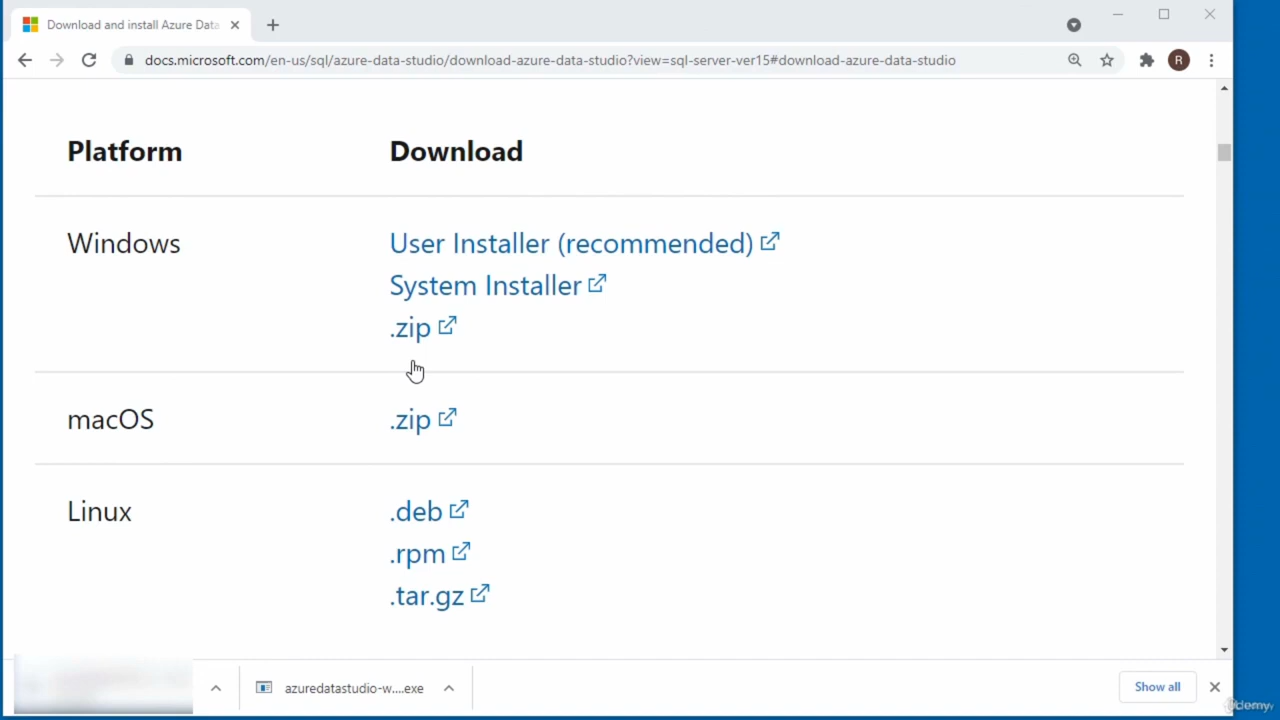 Download and install Azure Data
docs.microsoft.com/en-us/sql/azure-data-studio/download-azure-data-studio?view=sql-server-ver15#download-azure-data-studio
R
Platform Download
Windows User Installer (recommended)
System Installer
.zip
macOS .zip
Linux .deb
.rpm
.tar.gz
azuredatastudio-w....exe Show all